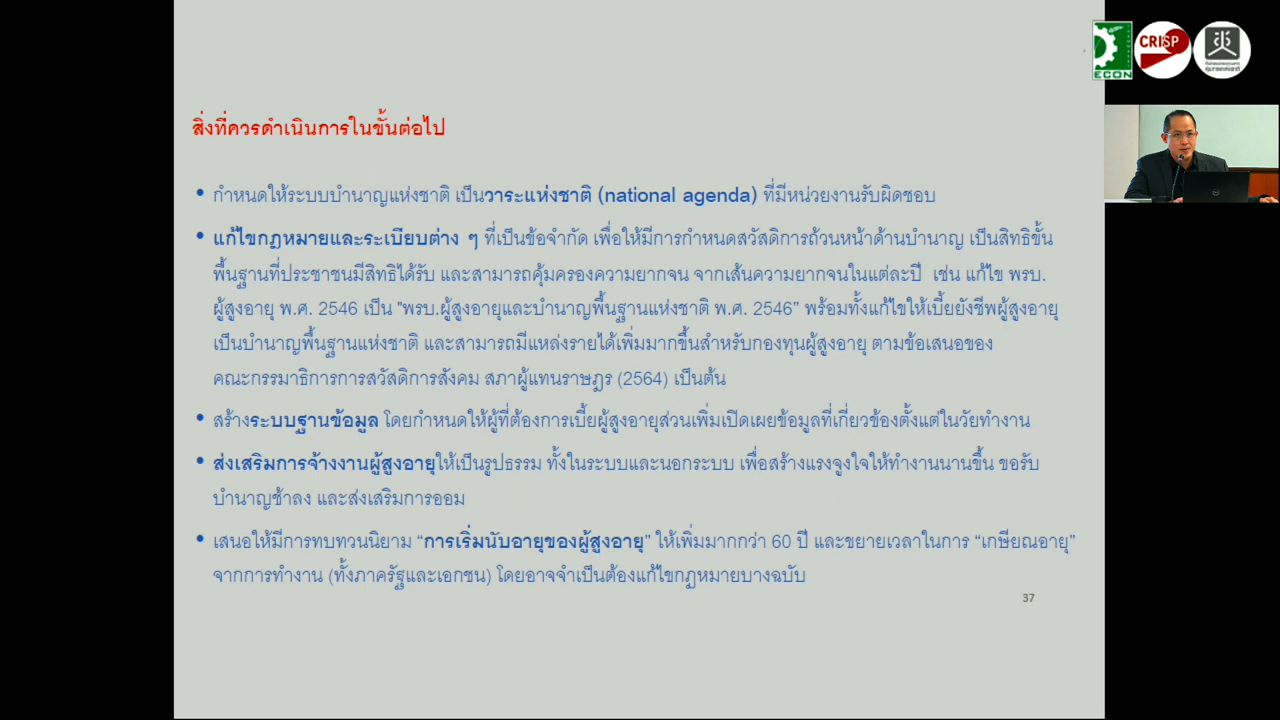 ECON
CRISP
สิ่งที่ควรดำเนินการในขั้นต่อไป
• กำหนดให้ระบบบำนาญแห่งชาติ เป็นวาระแห่งชาติ (national agenda) ที่มีหน่วยงานรับผิดชอบ
• แก้ไขกฎหมายและระเบียบต่าง ๆ ที่เป็นข้อจำกัด เพื่อให้มีการกำหนดสวัสดิการถ้วนหน้าด้านบำนาญ เป็นสิทธิขั้น
พื้นฐานที่ประชาชนมีสิทธิได้รับ และสามารถคุ้มครองความยากจน จากเส้นความยากจนในแต่ละปี เช่น แก้ไข พรบ.
ผู้สูงอายุ พ.ศ. 2546 เป็น "พรบ.ผู้สูงอายุและบำนาญพื้นฐานแห่งชาติ พ.ศ. 2546” พร้อมทั้งแก้ไขให้เบี้ยยังชีพผู้สูงอายุ
เป็นบำนาญพื้นฐานแห่งชาติ และสามารถมีแหล่งรายได้เพิ่มมากขึ้นสำหรับกองทุนผู้สูงอายุ ตามข้อเสนอของ
คณะกรรมาธิการการสวัสดิการสังคม สภาผู้แทนราษฎร (2564) เป็นต้น
• สร้างระบบฐานข้อมูล โดยกำหนดให้ผู้ที่ต้องการเบี้ยผู้สูงอายุส่วนเพิ่มเปิดเผยข้อมูลที่เกี่ยวข้องตั้งแต่ในวัยทำงาน
• ส่งเสริมการจ้างงานผู้สูงอายุให้เป็นรูปธรรม ทั้งในระบบและนอกระบบ เพื่อสร้างแรงจูงใจให้ทำงานนานขึ้น ขอรับ
บำนาญช้าลง และส่งเสริมการออม
• เสนอให้มีการทบทวนนิยาม “การเริ่มนับอายุของผู้สูงอายุ” ให้เพิ่มมากกว่า 60 ปี และขยายเวลาในการ “เกษียณอายุ”
จากการทำงาน (ทั้งภาครัฐและเอกชน) โดยอาจจำเป็นต้องแก้ไขกฎหมายบางฉบับ
37